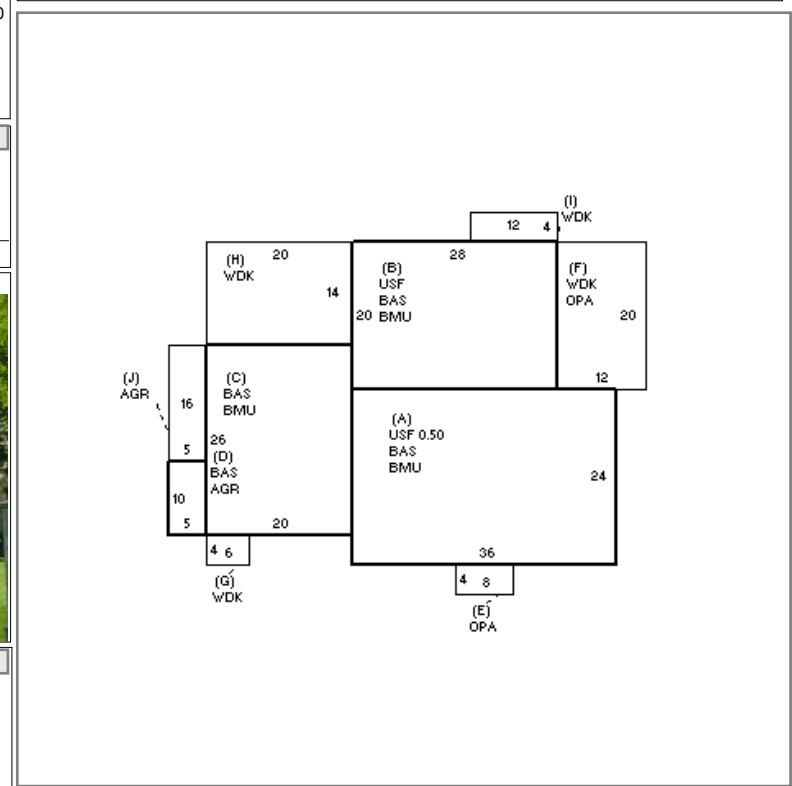 (I)
WDK
12 4
(H)
WDK
20
14
28
(B)
USF
BAS
BMU
20
(F)
WDK
OPA
20
12
(J)
AGR
16
5
(C)
BAS
BMU
26
(D)
BAS
AGR
10
5
20
(A)
USF 0.50
BAS
BMU
24
36
4 6
(G)
WDK
4 8
(E)
OPA